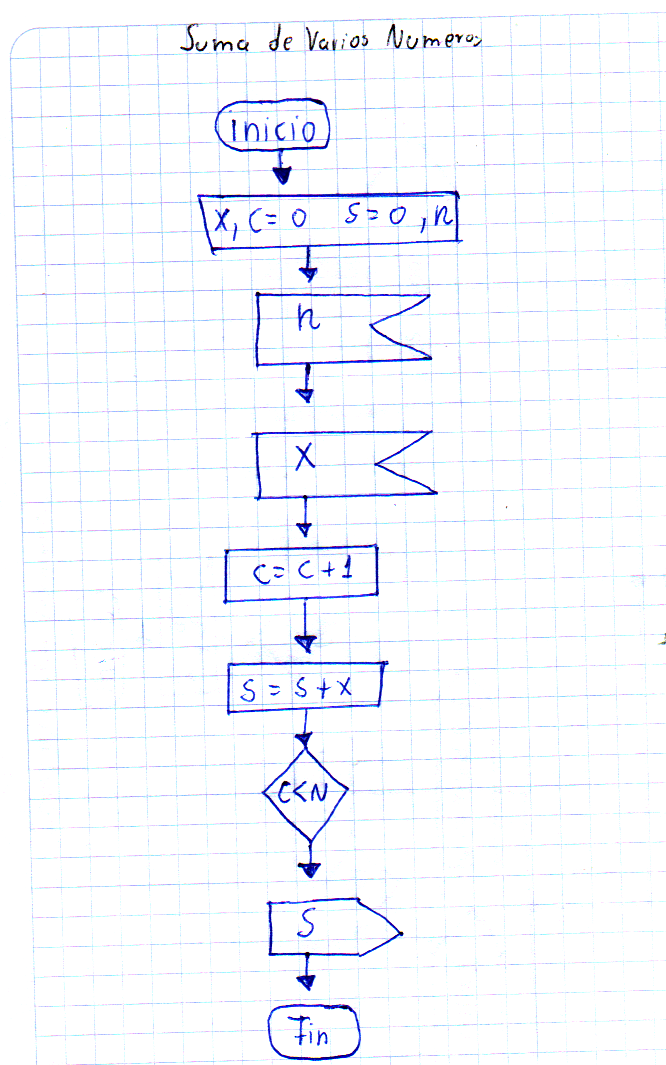 Suma de Varios Numeros
inicio
X, C = 0 S = 0, n
n
X
C = C + 1
S = S + X
C < N
S
Fin